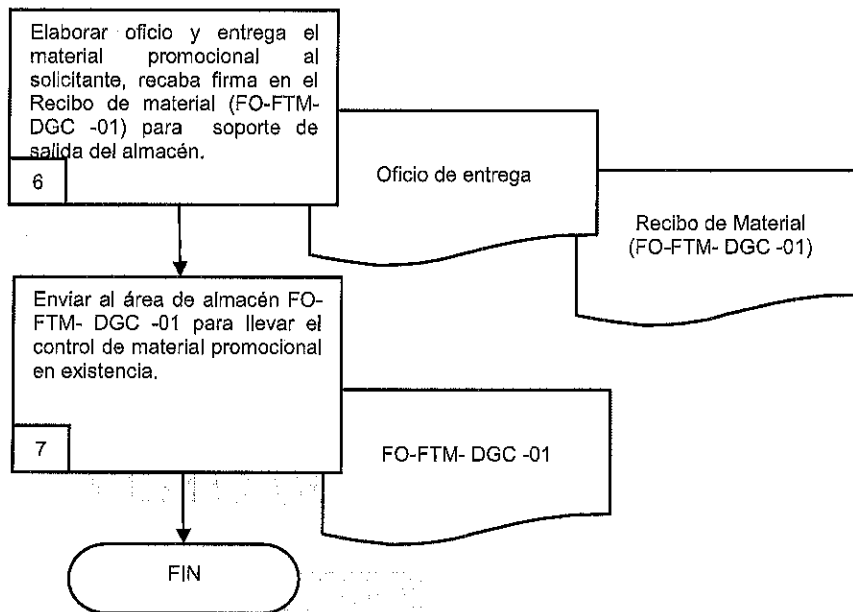 Elaborar oficio y entrega el
material promocional al
solicitante, recaba firma en el
Recibo de material (FO-FTM-
DGC -01) para soporte de
salida del almacén.
6
Oficio de entrega
Recibo de Material
(FO-FTM- DGC -01)
Enviar al área de almacén FO-
FTM- DGC -01 para llevar el
control de material promocional
en existencia.
7
FO-FTM- DGC -01
FIN